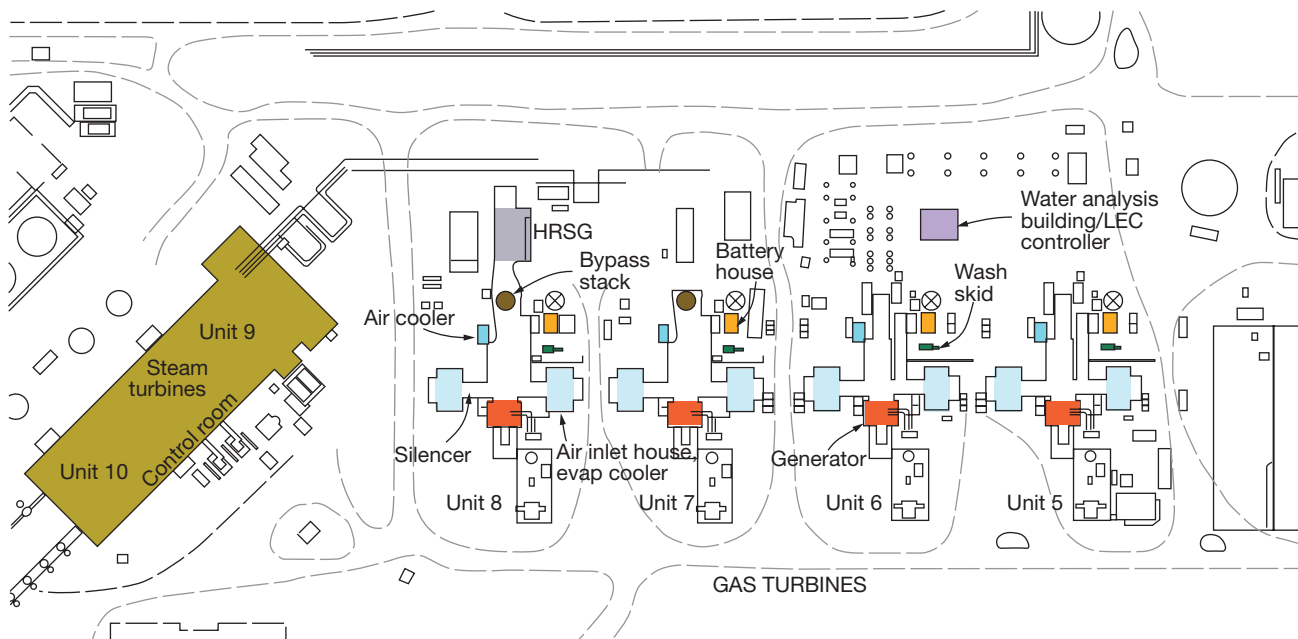 Water analysis
building/LEC
controller
HRSG
Bypass
stack
Battery
house
Wash
skid
Air cooler
Unit 9
Steam
turbines
Control room
Unit 10
Silencer
Air inlet house,
evap cooler
Generator
Unit 8
Unit 7
Unit 6
Unit 5
GAS TURBINES